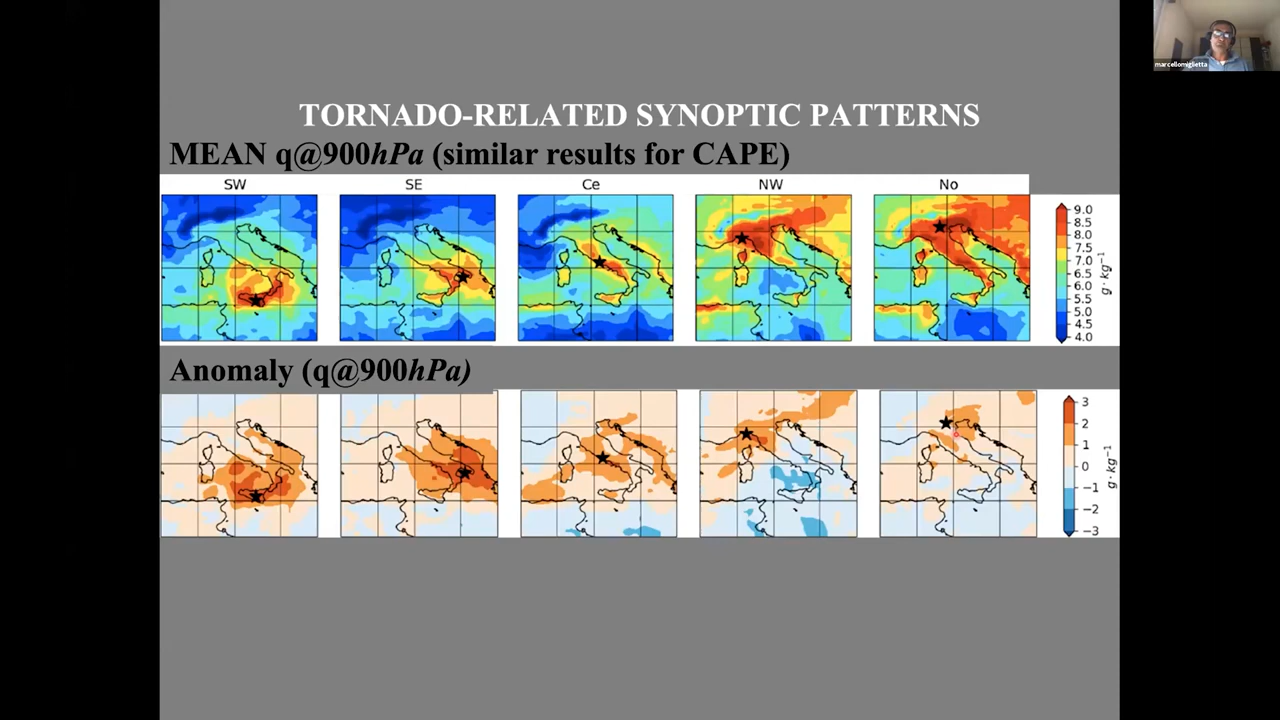 marcellomiglietta
TORNADO-RELATED SYNOPTIC PATTERNS
MEAN q@900hPa (similar results for CAPE)
SW SE Ce NW No
9.0
8.5
8.0
7.5
7.0
6.5
6.0
5.5
5.0
4.5
4.0
g·kg⁻¹
Anomaly (q@900hPa)
3
2
1
0
−1
−2
−3
g·kg⁻¹